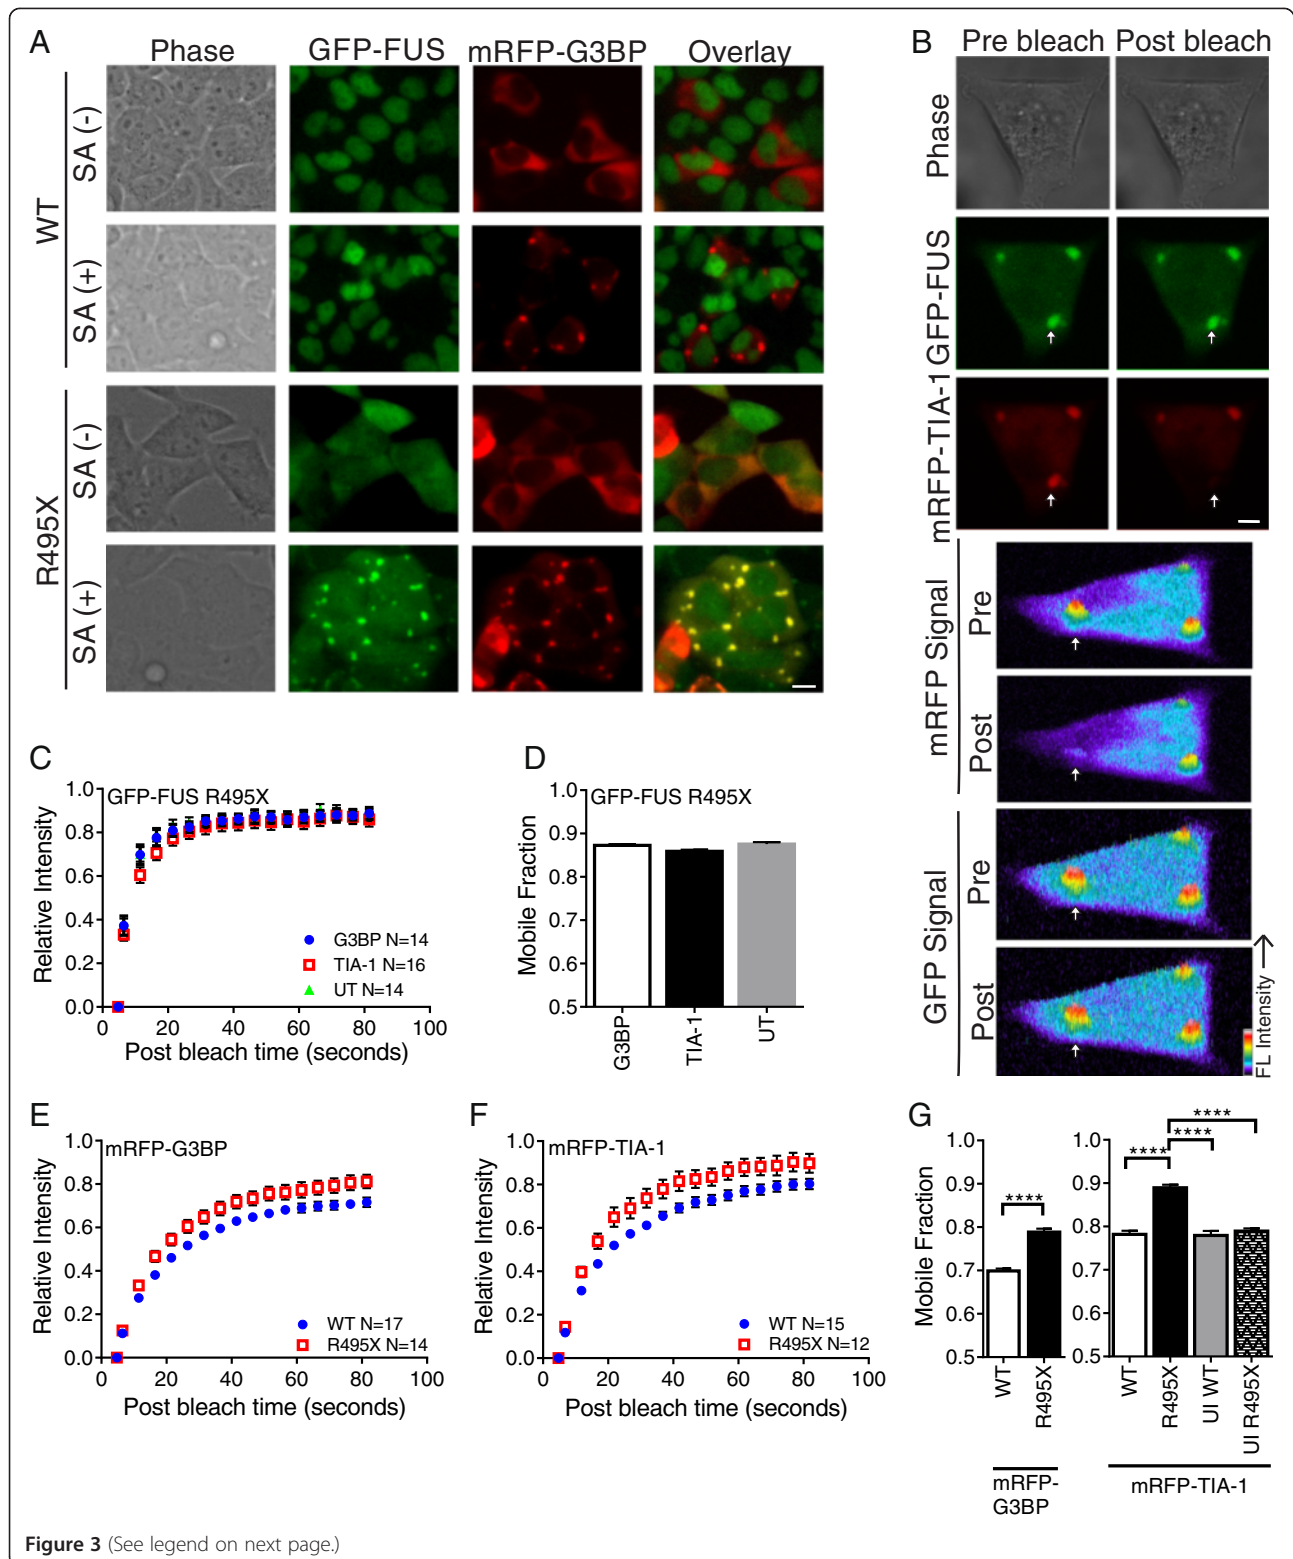 A
Phase GFP-FUS mRFP-G3BP Overlay
WT
SA (-)
SA (+)
R495X
SA (-)
SA (+)
B
Pre bleach Post bleach
Phase
GFP-FUS
mRFP-TIA-1
mRFP Signal
Pre
Post
GFP Signal
Pre
Post
FL Intensity
C
GFP-FUS R495X
Relative Intensity
1.0
0.8
0.6
0.4
0.2
0.0
G3BP N=14
TIA-1 N=16
UT N=14
0 20 40 60 80 100
Post bleach time (seconds)
D
GFP-FUS R495X
Mobile Fraction
1.0
0.9
0.8
0.7
0.6
0.5
G3BP TIA-1 UT
E
mRFP-G3BP
Relative Intensity
1.0
0.8
0.6
0.4
0.2
0.0
WT N=17
R495X N=14
0 20 40 60 80 100
Post bleach time (seconds)
F
mRFP-TIA-1
Relative Intensity
1.0
0.8
0.6
0.4
0.2
0.0
WT N=15
R495X N=12
0 20 40 60 80 100
Post bleach time (seconds)
G
Mobile Fraction
1.0
0.9
0.8
0.7
0.6
0.5
****
WT R495X
mRFP-
G3BP
1.0
0.9
0.8
0.7
0.6
0.5
****
****
****
WT R495X UI WT UI R495X
mRFP-TIA-1
Figure 3 (See legend on next page.)